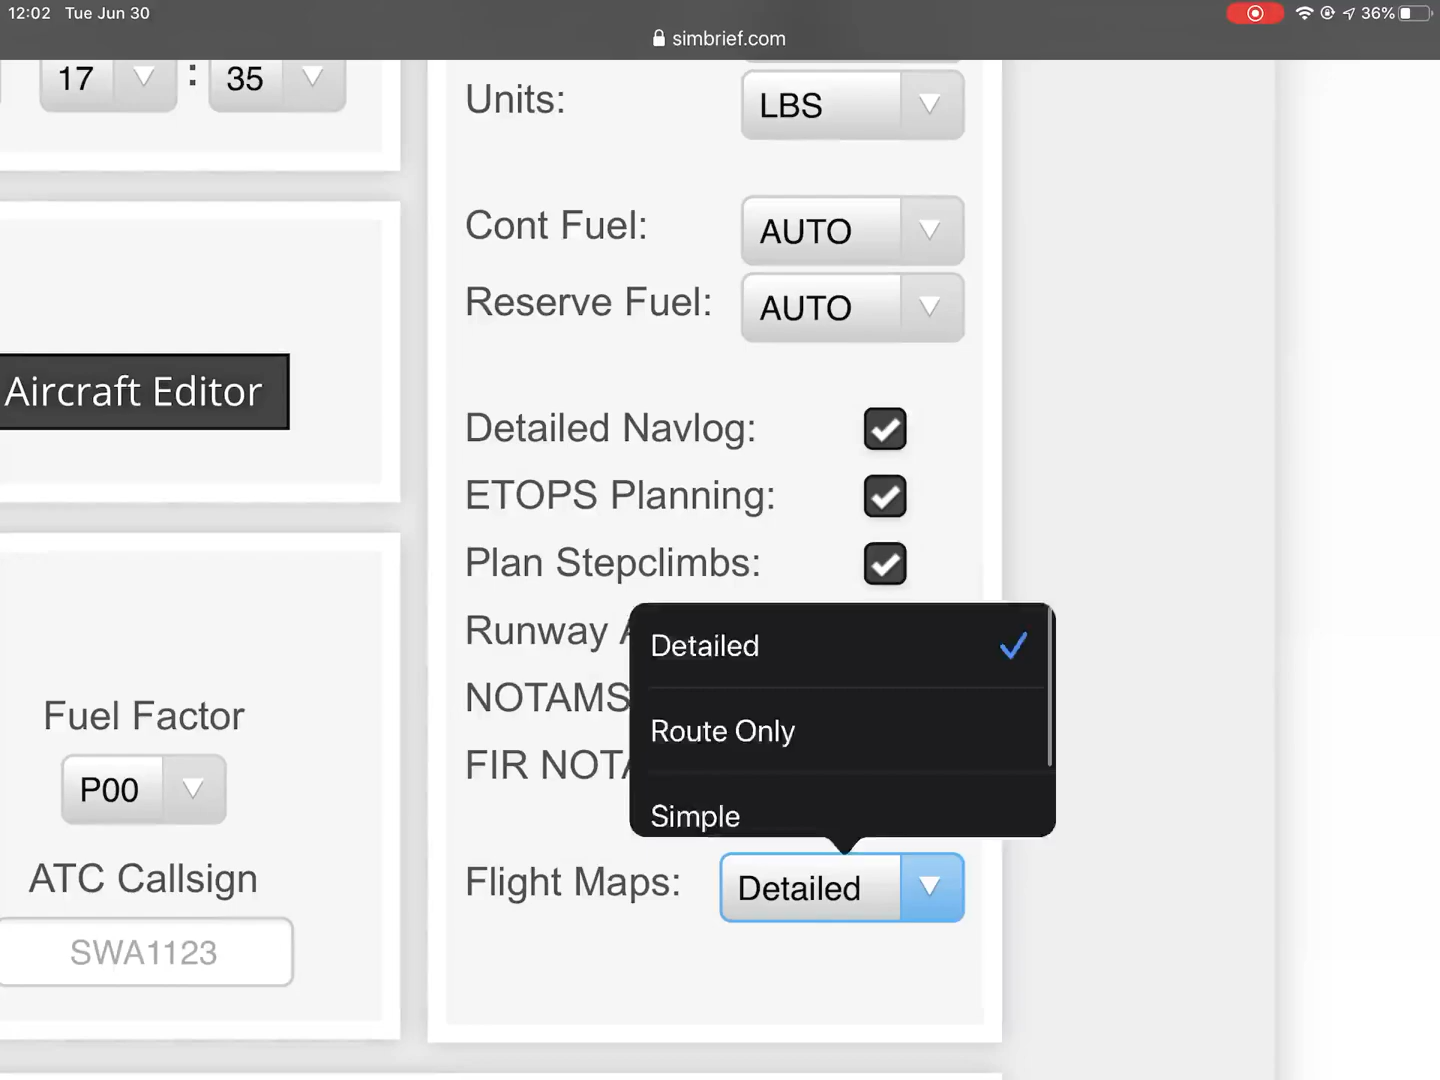 12:02 Tue Jun 30
36%
simbrief.com
17 : 35
Units: LBS
Cont Fuel: AUTO
Reserve Fuel: AUTO
Aircraft Editor
Detailed Navlog:
ETOPS Planning:
Plan Stepclimbs:
Runway
NOTAMS
FIR NOTA
Detailed
Route Only
Simple
Fuel Factor
P00
ATC Callsign
SWA1123
Flight Maps: Detailed